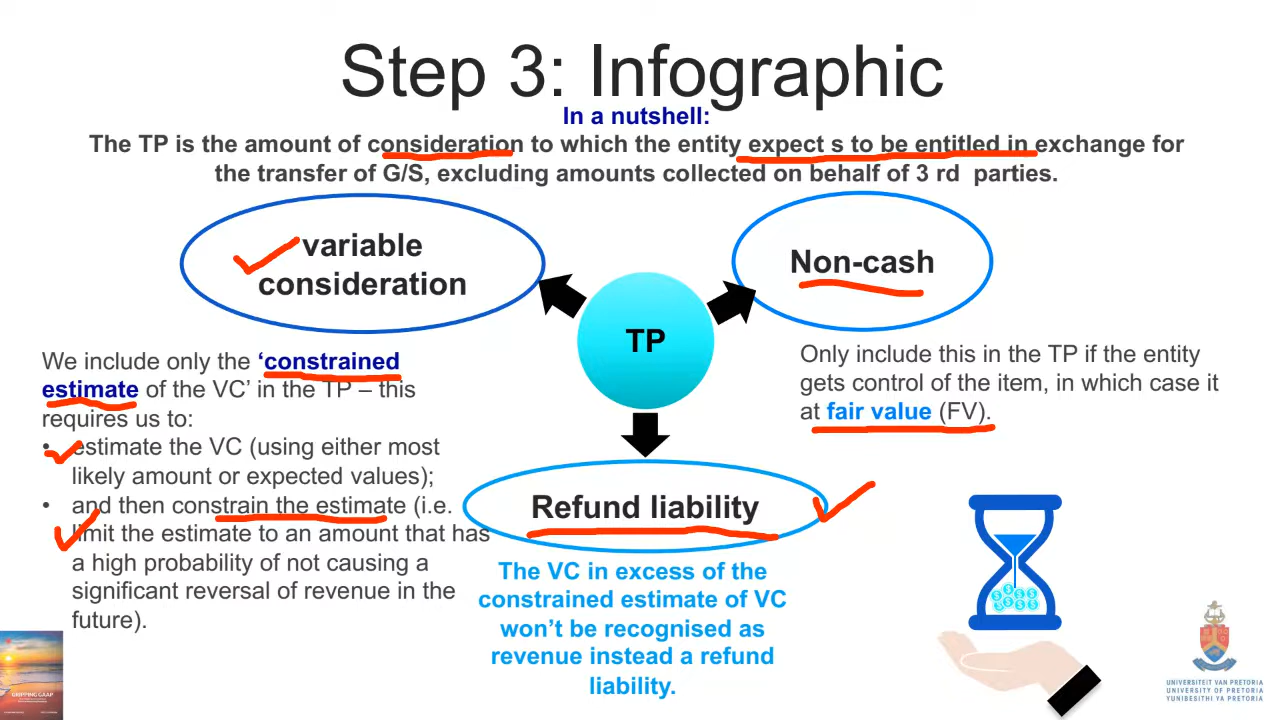 Step 3: Infographic
In a nutshell:
The TP is the amount of consideration to which the entity expect s to be entitled in exchange for
the transfer of G/S, excluding amounts collected on behalf of 3 rd parties.
variable
consideration
Non-cash
TP
We include only the ‘constrained
estimate of the VC’ in the TP – this
requires us to:
• estimate the VC (using either most
likely amount or expected values);
• and then constrain the estimate (i.e.
limit the estimate to an amount that has
a high probability of not causing a
significant reversal of revenue in the
future).
Only include this in the TP if the entity
gets control of the item, in which case it
at fair value (FV).
Refund liability
The VC in excess of the
constrained estimate of VC
won’t be recognised as
revenue instead a refund
liability.
GRIPPING GAAP
UNIVERSITEIT VAN PRETORIA
UNIVERSITY OF PRETORIA
YUNIBESITHI YA PRETORIA